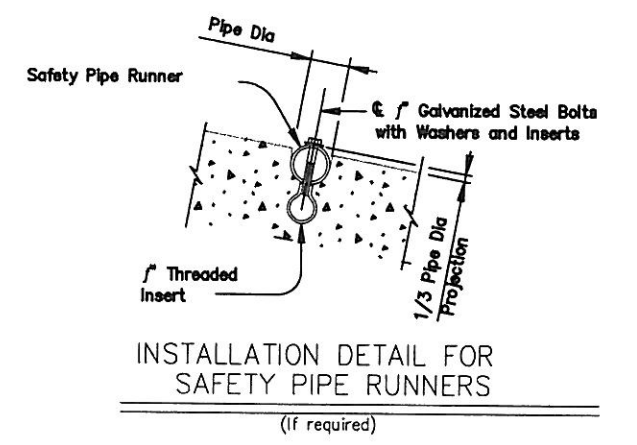 Pipe Dia
Safety Pipe Runner
℄ ƒ" Galvanized Steel Bolts
with Washers and Inserts
ƒ" Threaded
Insert
1/3 Pipe Dia
Projection
INSTALLATION DETAIL FOR
SAFETY PIPE RUNNERS
(If required)